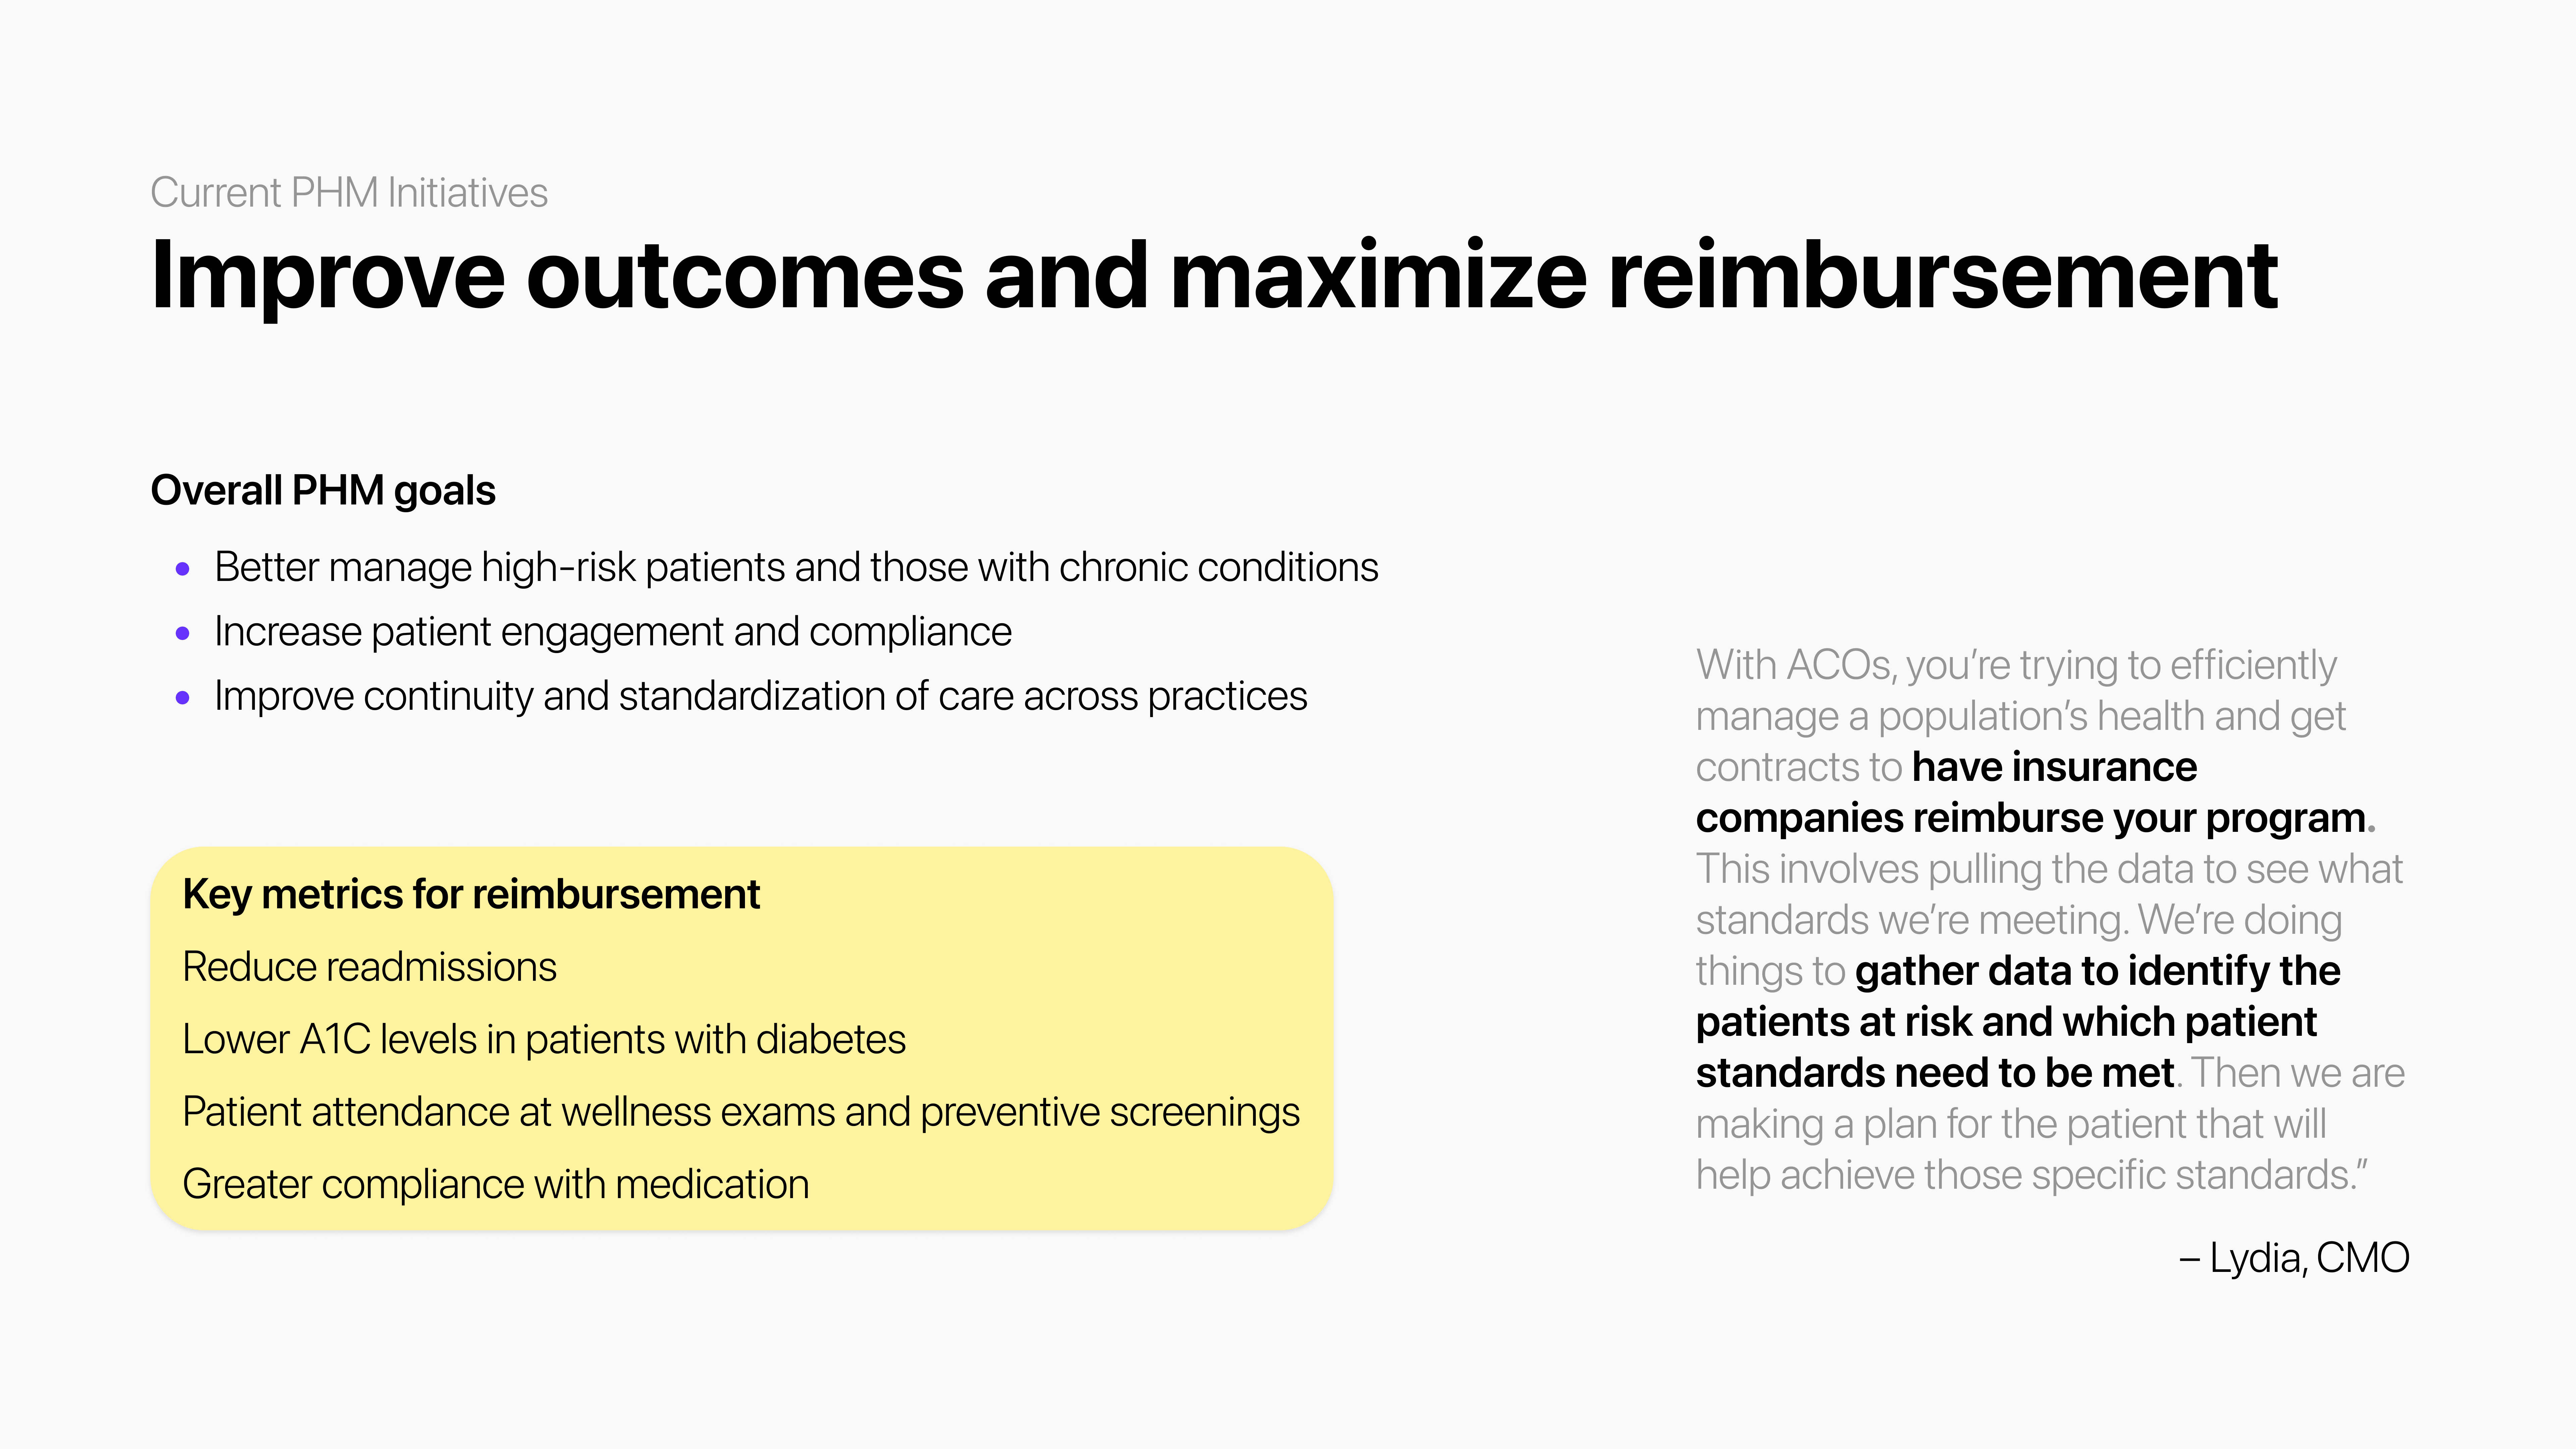 Current PHM Initiatives
Improve outcomes and maximize reimbursement
Overall PHM goals
• Better manage high-risk patients and those with chronic conditions
• Increase patient engagement and compliance
• Improve continuity and standardization of care across practices
Key metrics for reimbursement
Reduce readmissions
Lower A1C levels in patients with diabetes
Patient attendance at wellness exams and preventive screenings
Greater compliance with medication
With ACOs, you’re trying to efficiently
manage a population’s health and get
contracts to have insurance
companies reimburse your program.
This involves pulling the data to see what
standards we’re meeting. We’re doing
things to gather data to identify the
patients at risk and which patient
standards need to be met. Then we are
making a plan for the patient that will
help achieve those specific standards.”
– Lydia, CMO